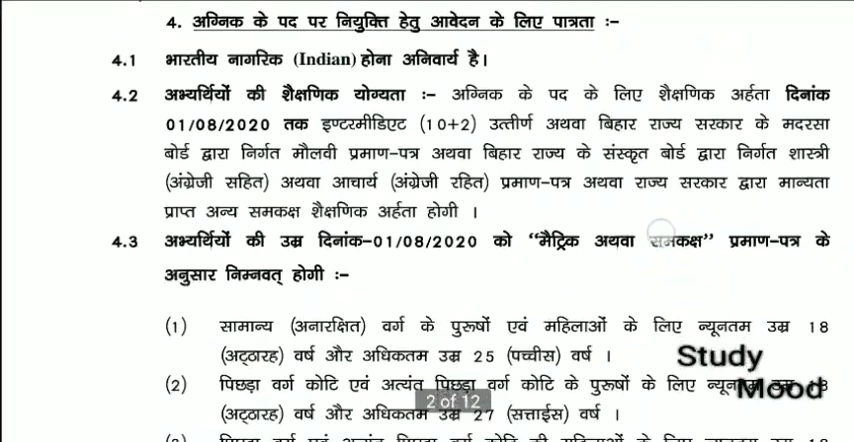 4. अग्निक के पद पर नियुक्ति हेतु आवेदन के लिए पात्रता :–
4.1 भारतीय नागरिक (Indian) होना अनिवार्य है।
4.2 अभ्यर्थियों की शैक्षणिक योग्यता :– अग्निक के पद के लिए शैक्षणिक अर्हता दिनांक
01/08/2020 तक इण्टरमीडिएट (10+2) उत्तीर्ण अथवा बिहार राज्य सरकार के मदरसा
बोर्ड द्वारा निर्गत मौलवी प्रमाण–पत्र अथवा बिहार राज्य के संस्कृत बोर्ड द्वारा निर्गत शास्त्री
(अंग्रेजी सहित) अथवा आचार्य (अंग्रेजी रहित) प्रमाण–पत्र अथवा राज्य सरकार द्वारा मान्यता
प्राप्त अन्य समकक्ष शैक्षणिक अर्हता होगी ।
4.3 अभ्यर्थियों की उम्र दिनांक–01/08/2020 को “मैट्रिक अथवा समकक्ष” प्रमाण–पत्र के
अनुसार निम्नवत् होगी :–
(1) सामान्य (अनारक्षित) वर्ग के पुरूषों एवं महिलाओं के लिए न्यूनतम उम्र 18
(अट्ठारह) वर्ष और अधिकतम उम्र 25 (पच्चीस) वर्ष ।
(2) पिछड़ा वर्ग कोटि एवं अत्यंत पिछड़ा वर्ग कोटि के पुरूषों के लिए न्यूनतम उम्र 18
(अट्ठारह) वर्ष और अधिकतम उम्र 27 (सत्ताईस) वर्ष ।
Study
Mood
2 of 12